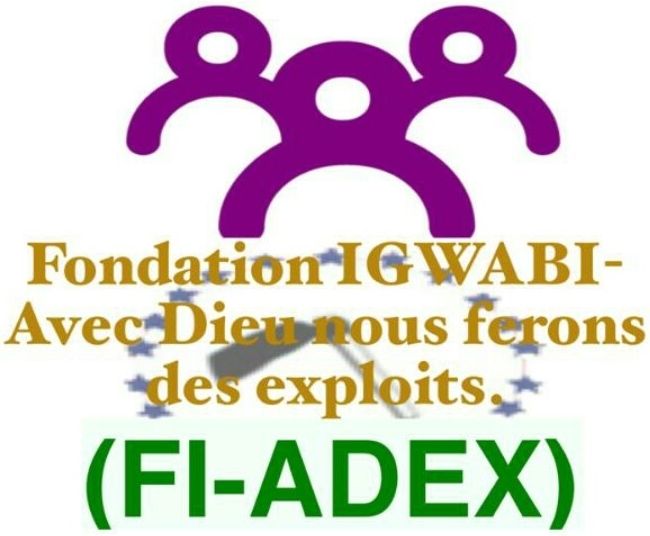 Fondation IGWABI-
Avec Dieu nous ferons
des exploits.
(FI-ADEX)